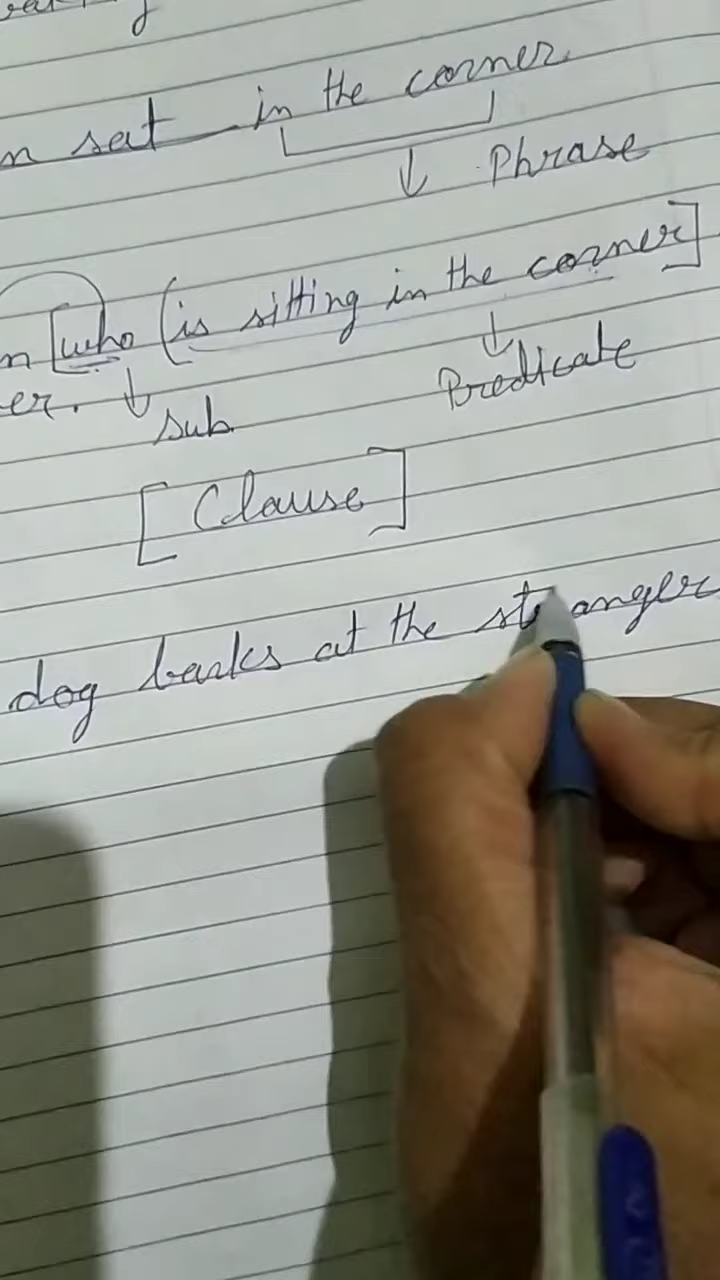 n sat in the corner.
Phrase
n [who (is sitting in the corner]
er. sub Predicate
[Clause]
dog barks at the stranger